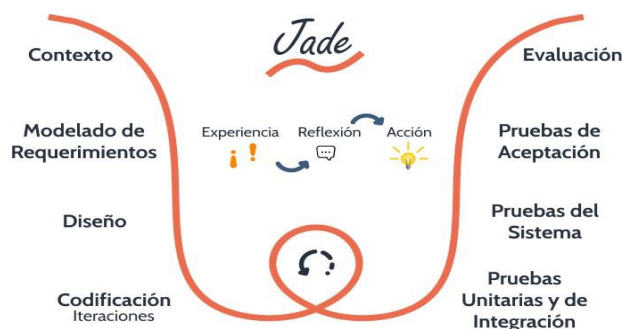 Jade
Contexto
Modelado de
Requerimientos
Diseño
Codificación
Iteraciones
Experiencia
Reflexión
Acción
Evaluación
Pruebas de
Aceptación
Pruebas del
Sistema
Pruebas
Unitarias y de
Integración